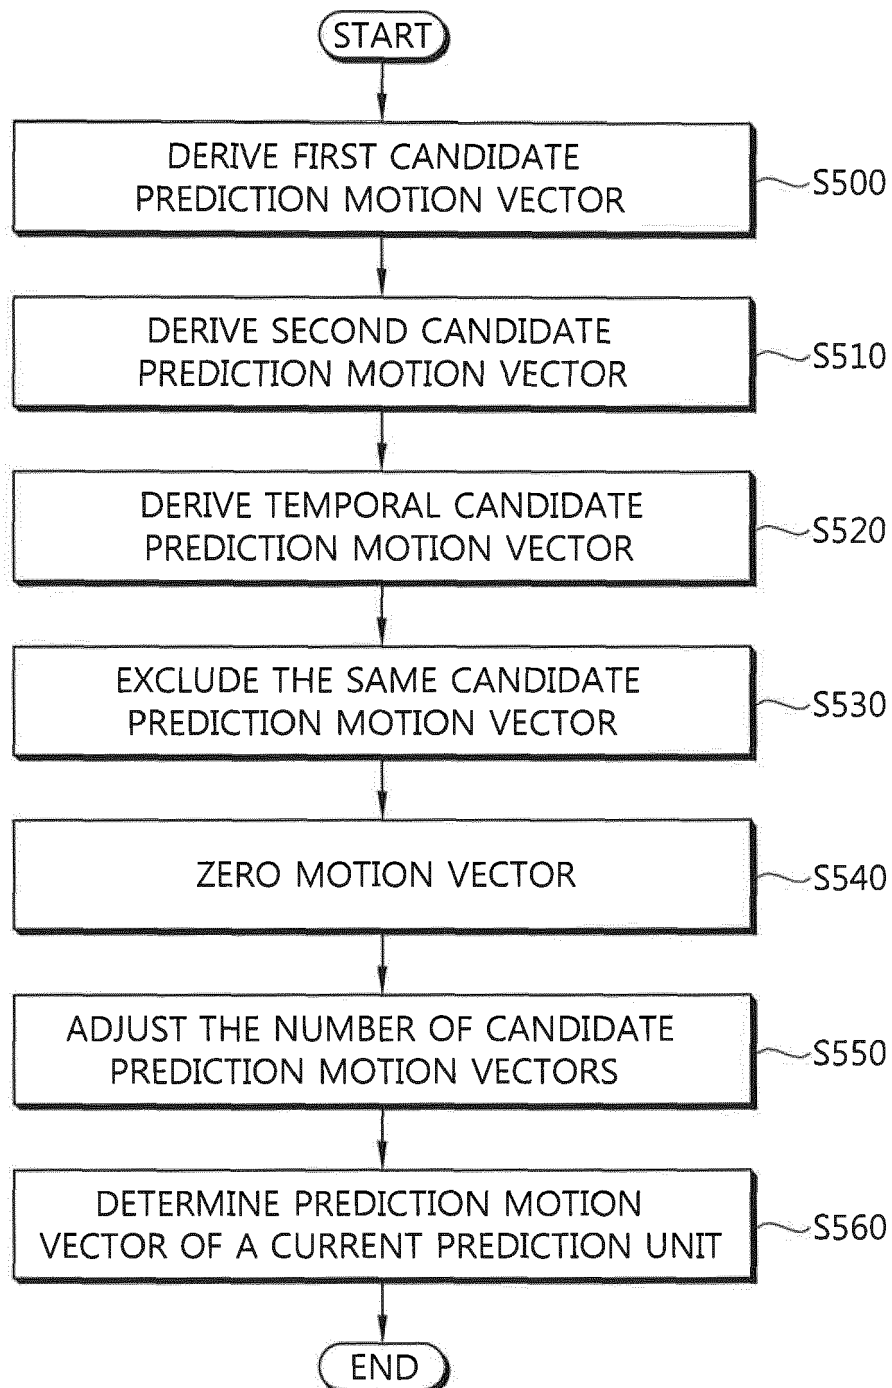 START
DERIVE FIRST CANDIDATE
PREDICTION MOTION VECTOR
S500
DERIVE SECOND CANDIDATE
PREDICTION MOTION VECTOR
S510
DERIVE TEMPORAL CANDIDATE
PREDICTION MOTION VECTOR
S520
EXCLUDE THE SAME CANDIDATE
PREDICTION MOTION VECTOR
S530
ZERO MOTION VECTOR
S540
ADJUST THE NUMBER OF CANDIDATE
PREDICTION MOTION VECTORS
S550
DETERMINE PREDICTION MOTION
VECTOR OF A CURRENT PREDICTION UNIT
S560
END